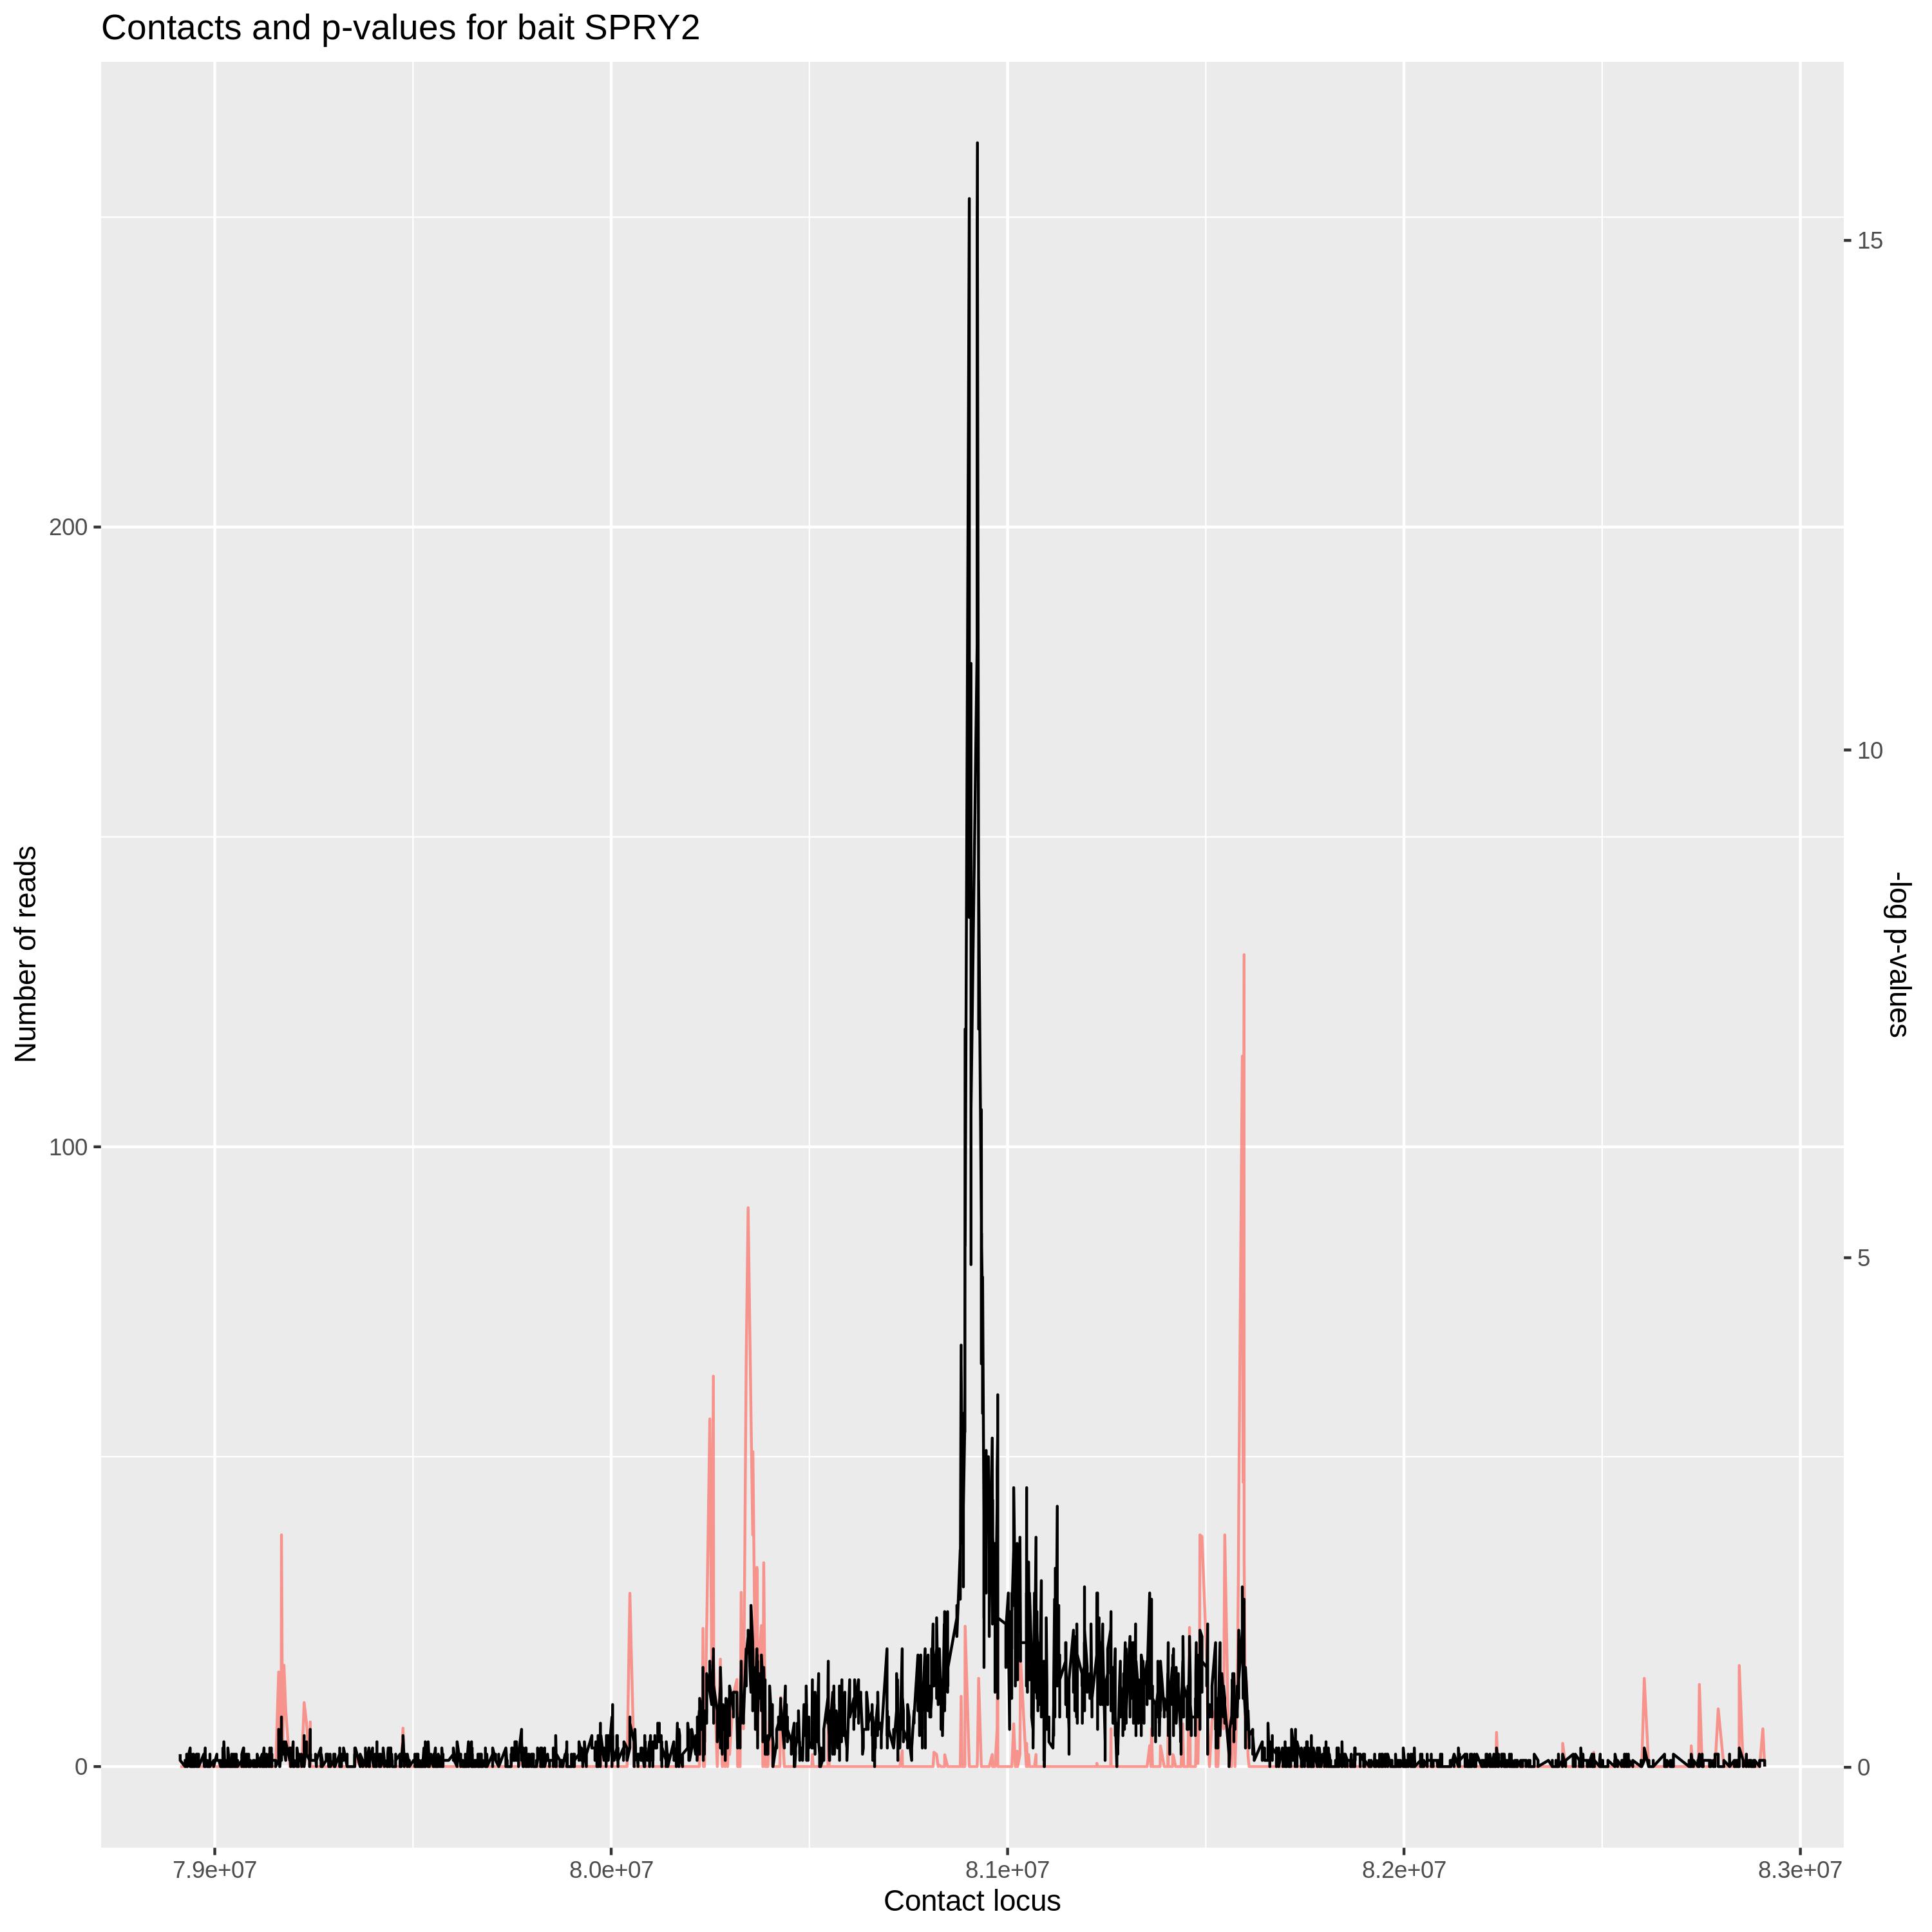 Contacts and p-values for bait SPRY2
Number of reads
200
100
0
15
10
5
0
-log p-values
7.9e+07
8.0e+07
8.1e+07
8.2e+07
8.3e+07
Contact locus